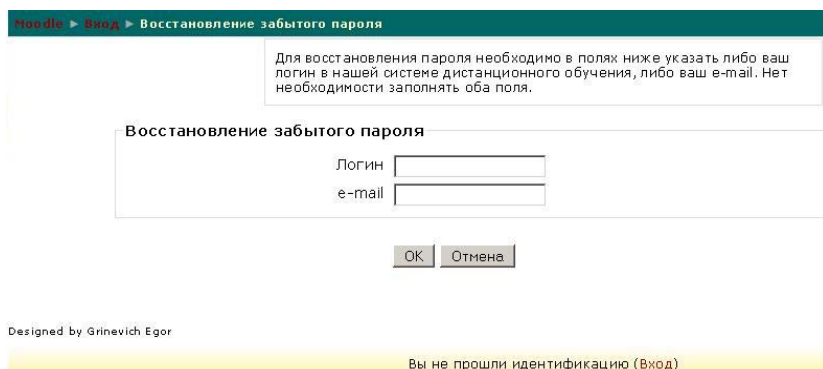 Moodle ► Вход ► Восстановление забытого пароля
Для восстановления пароля необходимо в полях ниже указать либо ваш
логин в нашей системе дистанционного обучения, либо ваш e-mail. Нет
необходимости заполнять оба поля.
Восстановление забытого пароля
Логин
e-mail
OK Отмена
Designed by Grinevich Egor
Вы не прошли идентификацию (Вход)